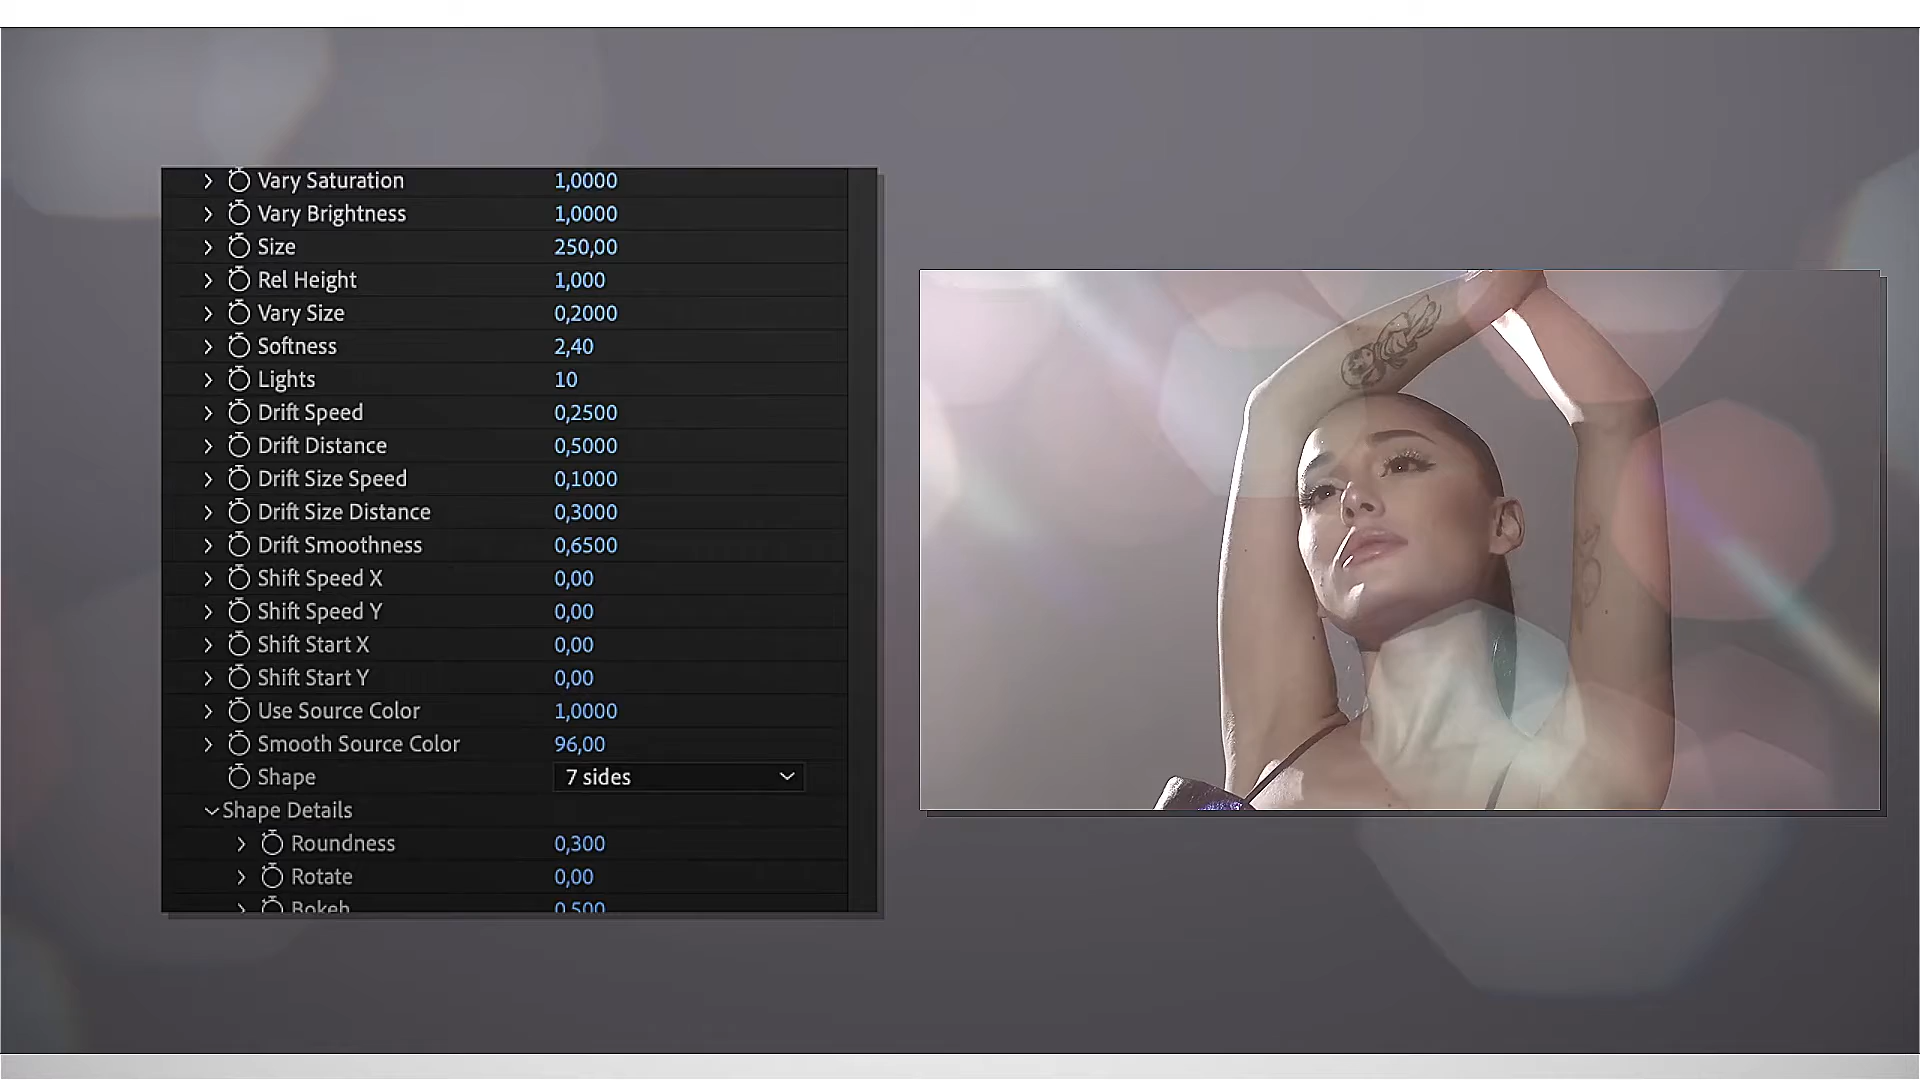 Vary Saturation 1,0000
Vary Brightness 1,0000
Size 250,00
Rel Height 1,000
Vary Size 0,2000
Softness 2,40
Lights 10
Drift Speed 0,2500
Drift Distance 0,5000
Drift Size Speed 0,1000
Drift Size Distance 0,3000
Drift Smoothness 0,6500
Shift Speed X 0,00
Shift Speed Y 0,00
Shift Start X 0,00
Shift Start Y 0,00
Use Source Color 1,0000
Smooth Source Color 96,00
Shape 7 sides
Shape Details
Roundness 0,300
Rotate 0,00
Bokeh 0,500